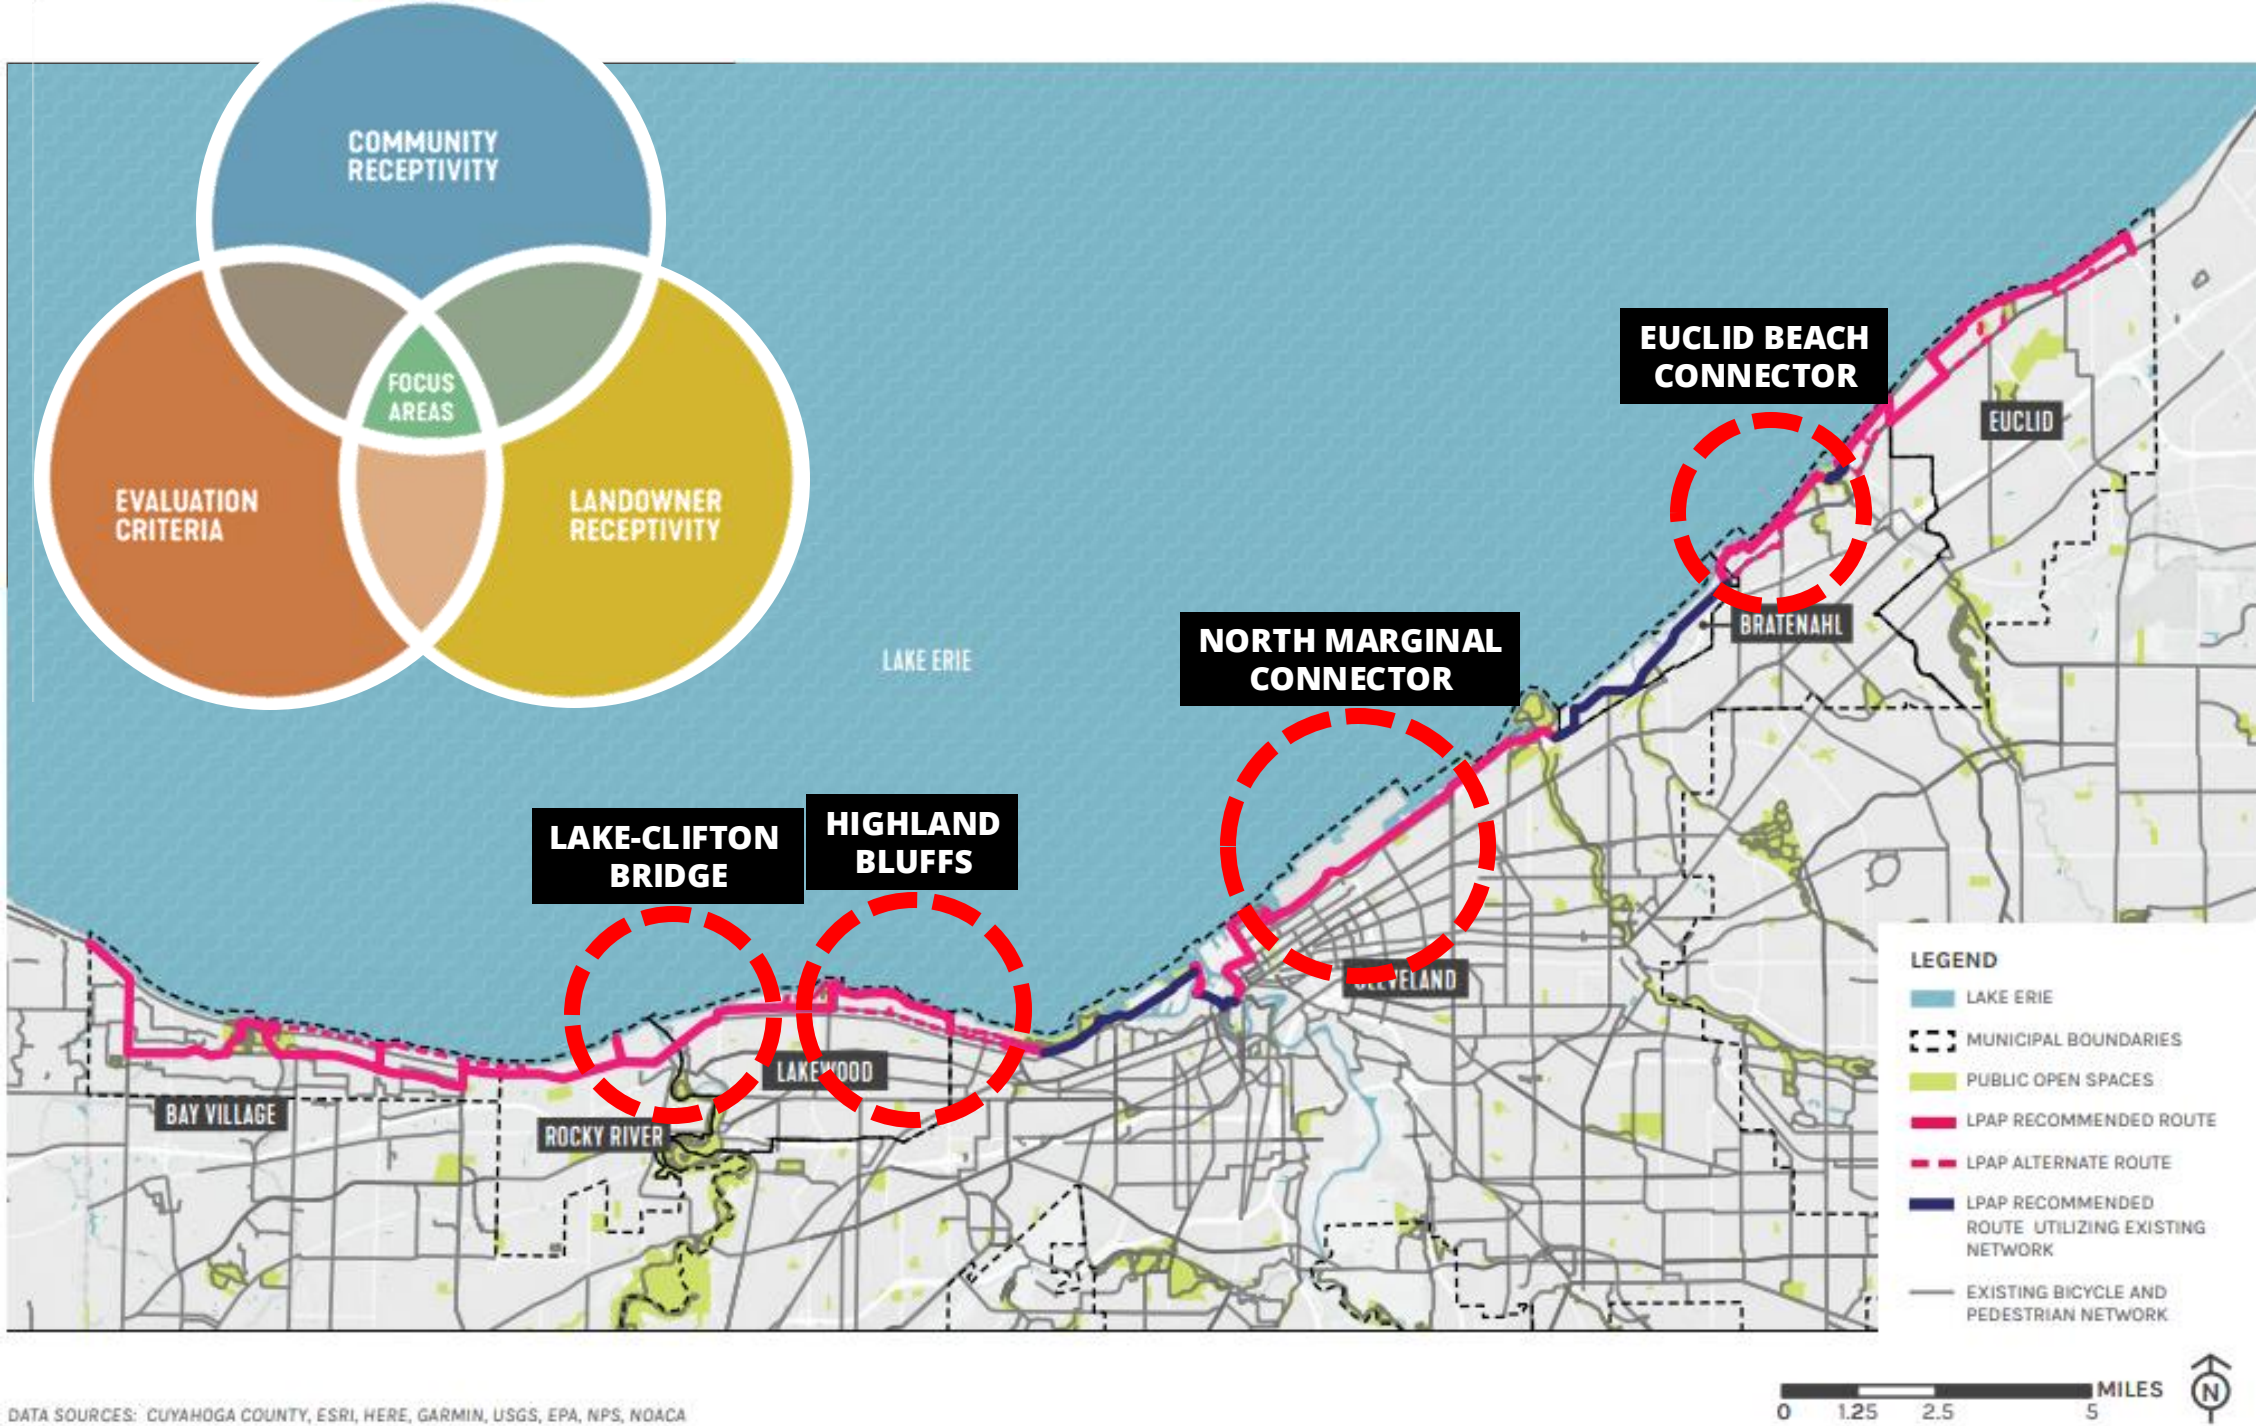 COMMUNITY
RECEPTIVITY
FOCUS
AREAS
EVALUATION
CRITERIA
LANDOWNER
RECEPTIVITY
EUCLID BEACH
CONNECTOR
EUCLID
BRATENAHL
LAKE ERIE
NORTH MARGINAL
CONNECTOR
LAKE-CLIFTON
BRIDGE
HIGHLAND
BLUFFS
CLEVELAND
LAKEWOOD
BAY VILLAGE
ROCKY RIVER
LEGEND
LAKE ERIE
MUNICIPAL BOUNDARIES
PUBLIC OPEN SPACES
LPAP RECOMMENDED ROUTE
LPAP ALTERNATE ROUTE
LPAP RECOMMENDED
ROUTE UTILIZING EXISTING
NETWORK
EXISTING BICYCLE AND
PEDESTRIAN NETWORK
MILES
0 1.25 2.5 5
N
DATA SOURCES: CUYAHOGA COUNTY, ESRI, HERE, GARMIN, USGS, EPA, NPS, NOACA